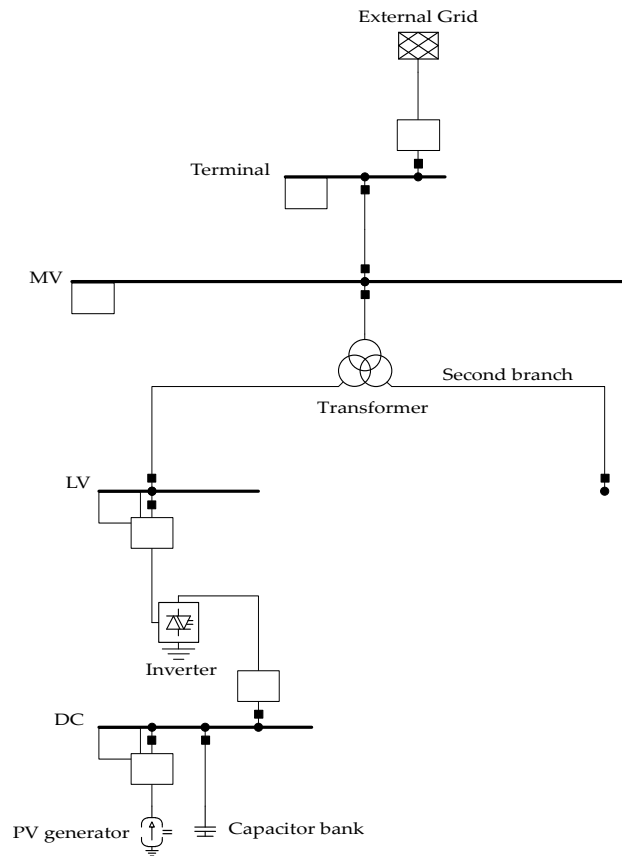 External Grid
Terminal
MV
Second branch
Transformer
LV
Inverter
DC
PV generator
Capacitor bank